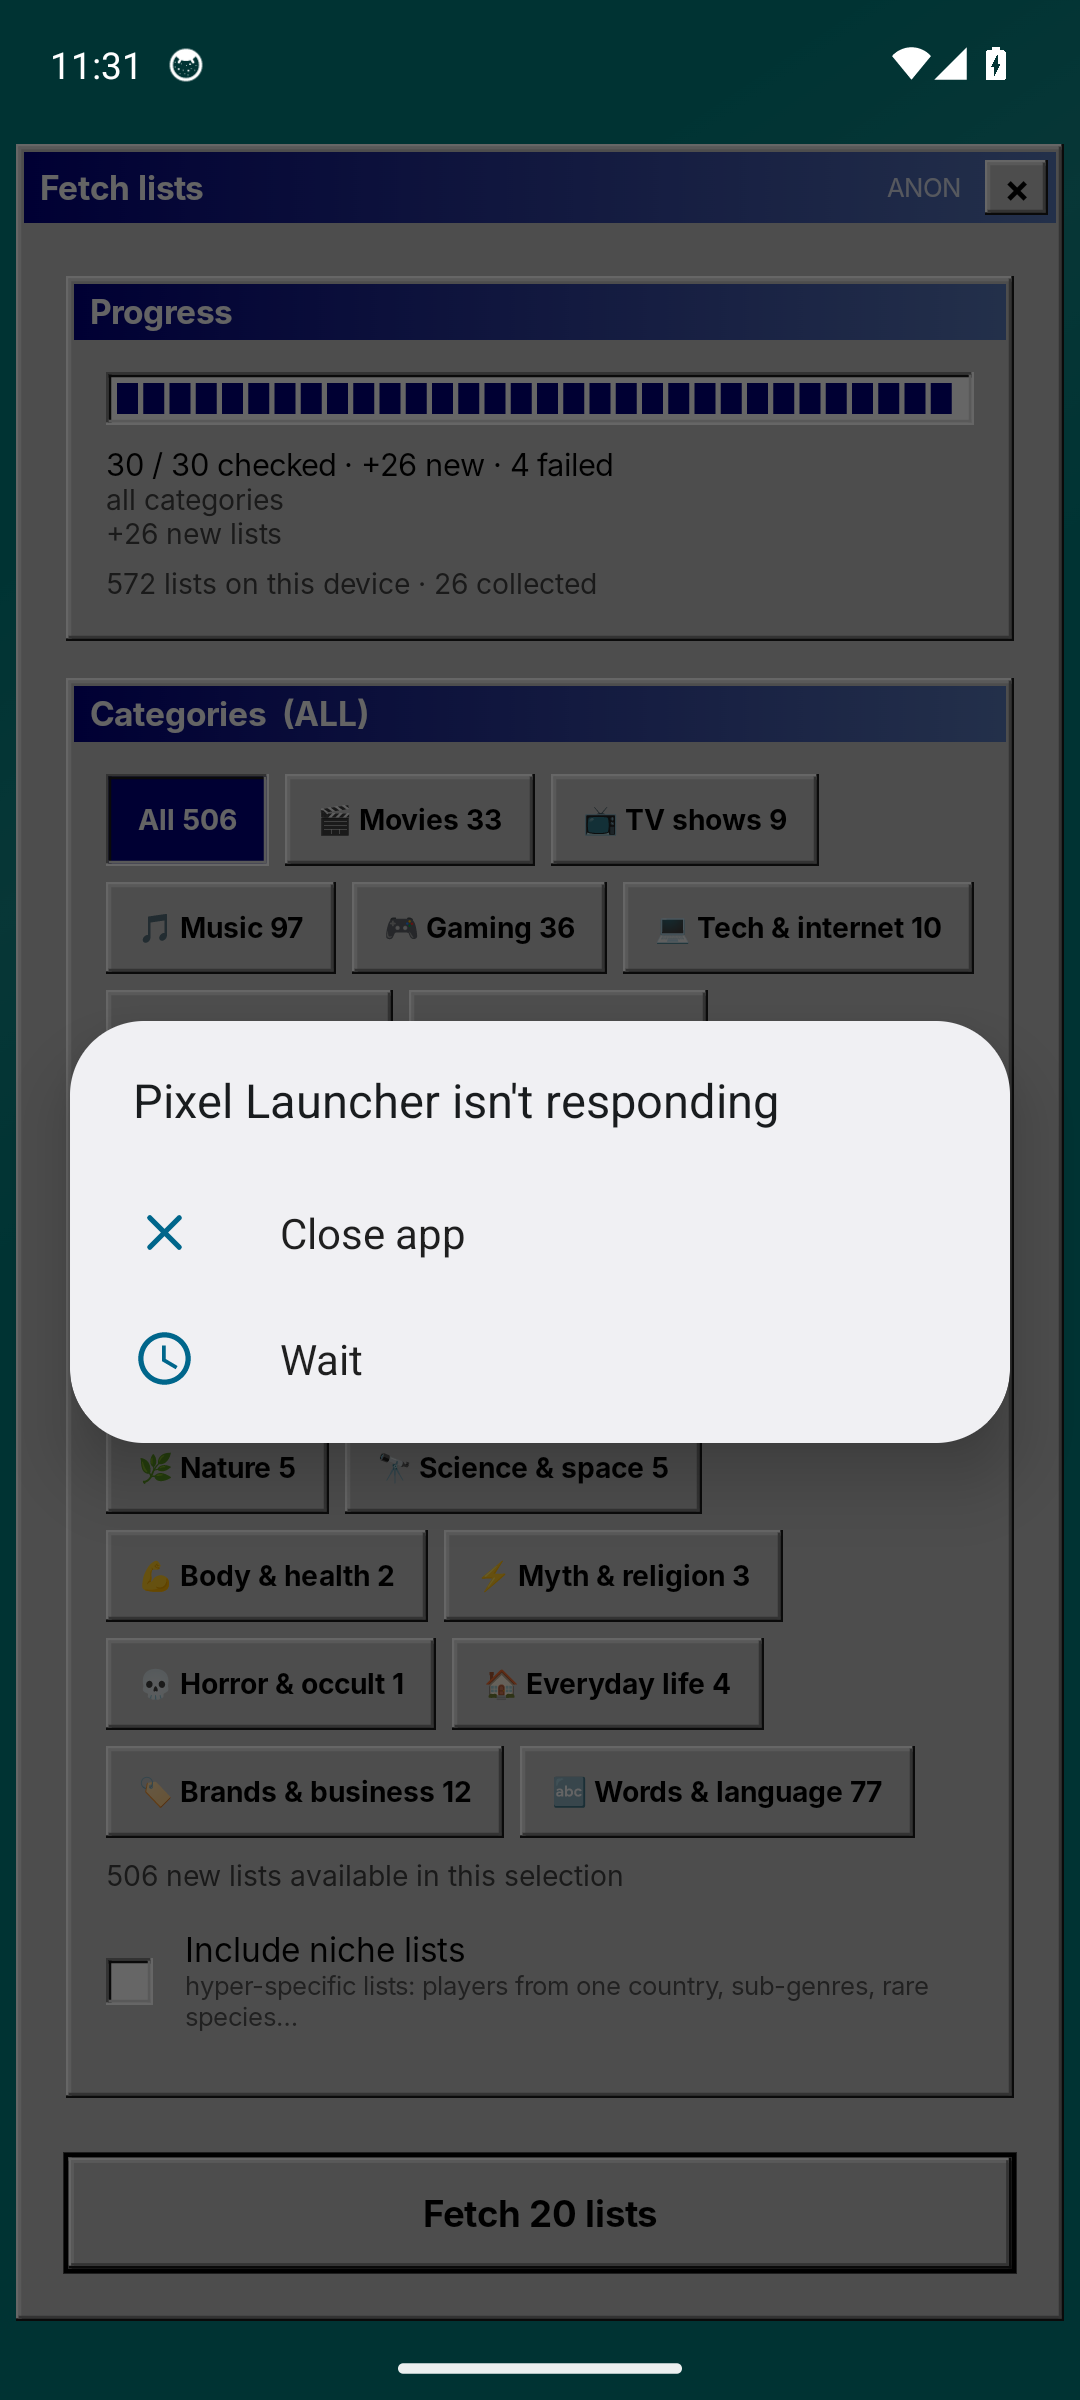 11:31
Fetch lists
ANON
Progress
30 / 30 checked · +26 new · 4 failed
all categories
+26 new lists
572 lists on this device · 26 collected
Categories (ALL)
All 506
🎬 Movies 33
📺 TV shows 9
🎵 Music 97
🎮 Gaming 36
💻 Tech & internet 10
Pixel Launcher isn't responding
Close app
Wait
🌿 Nature 5
🔭 Science & space 5
💪 Body & health 2
⚡ Myth & religion 3
💀 Horror & occult 1
🏠 Everyday life 4
🏷️ Brands & business 12
🔤 Words & language 77
506 new lists available in this selection
Include niche lists
hyper-specific lists: players from one country, sub-genres, rare
species...
Fetch 20 lists